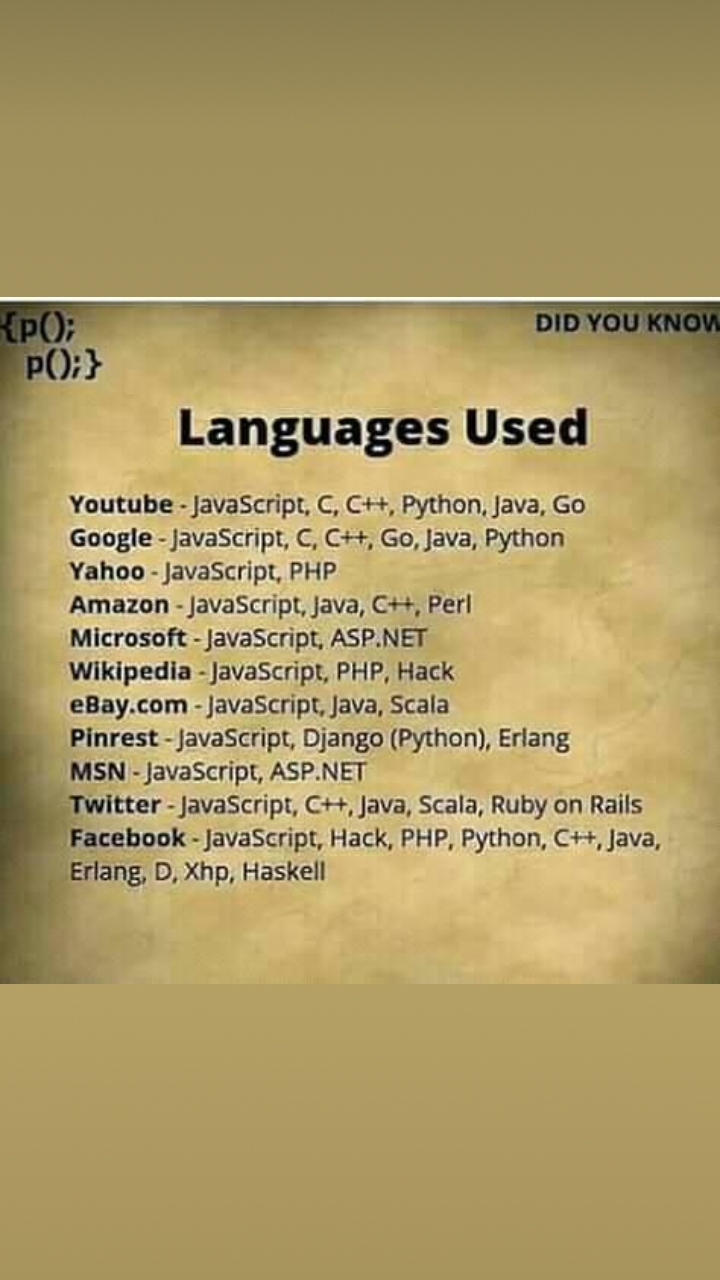 {p();
p();}
DID YOU KNOW
Languages Used
Youtube - JavaScript, C, C++, Python, Java, Go
Google - JavaScript, C, C++, Go, Java, Python
Yahoo - JavaScript, PHP
Amazon - JavaScript, Java, C++, Perl
Microsoft - JavaScript, ASP.NET
Wikipedia - JavaScript, PHP, Hack
eBay.com - JavaScript, Java, Scala
Pinrest - JavaScript, Django (Python), Erlang
MSN - JavaScript, ASP.NET
Twitter - JavaScript, C++, Java, Scala, Ruby on Rails
Facebook - JavaScript, Hack, PHP, Python, C++, Java,
Erlang, D, Xhp, Haskell